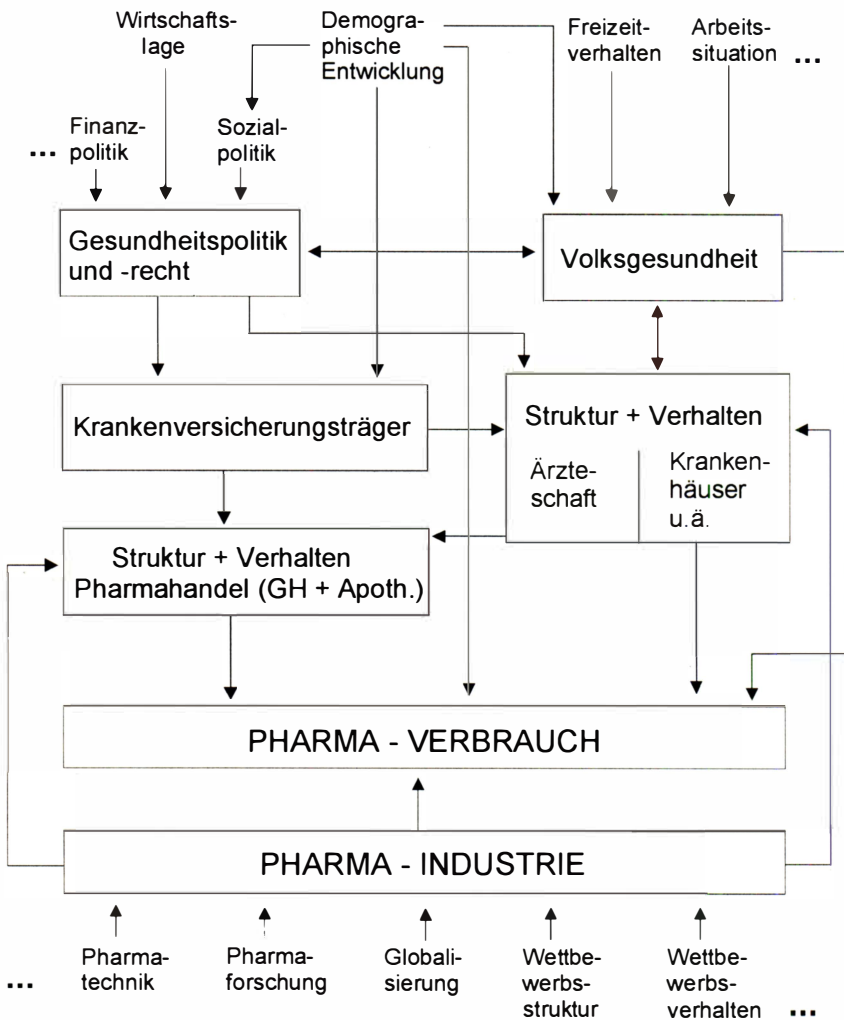 Wirtschafts-
lage
Demogra-
phische
Entwicklung
Freizeit-
verhalten
Arbeits-
situation ...
Finanz-
... politik
Sozial-
politik
Gesundheitspolitik
und -recht
Volksgesundheit
Krankenversicherungsträger
Struktur + Verhalten
Ärzte-
schaft
Kranken-
häuser
u.ä.
Struktur + Verhalten
Pharmahandel (GH + Apoth.)
PHARMA - VERBRAUCH
PHARMA - INDUSTRIE
...
Pharma-
technik
Pharma-
forschung
Globali-
sierung
Wettbe-
werbs-
struktur
Wettbe-
werbs-
verhalten ...